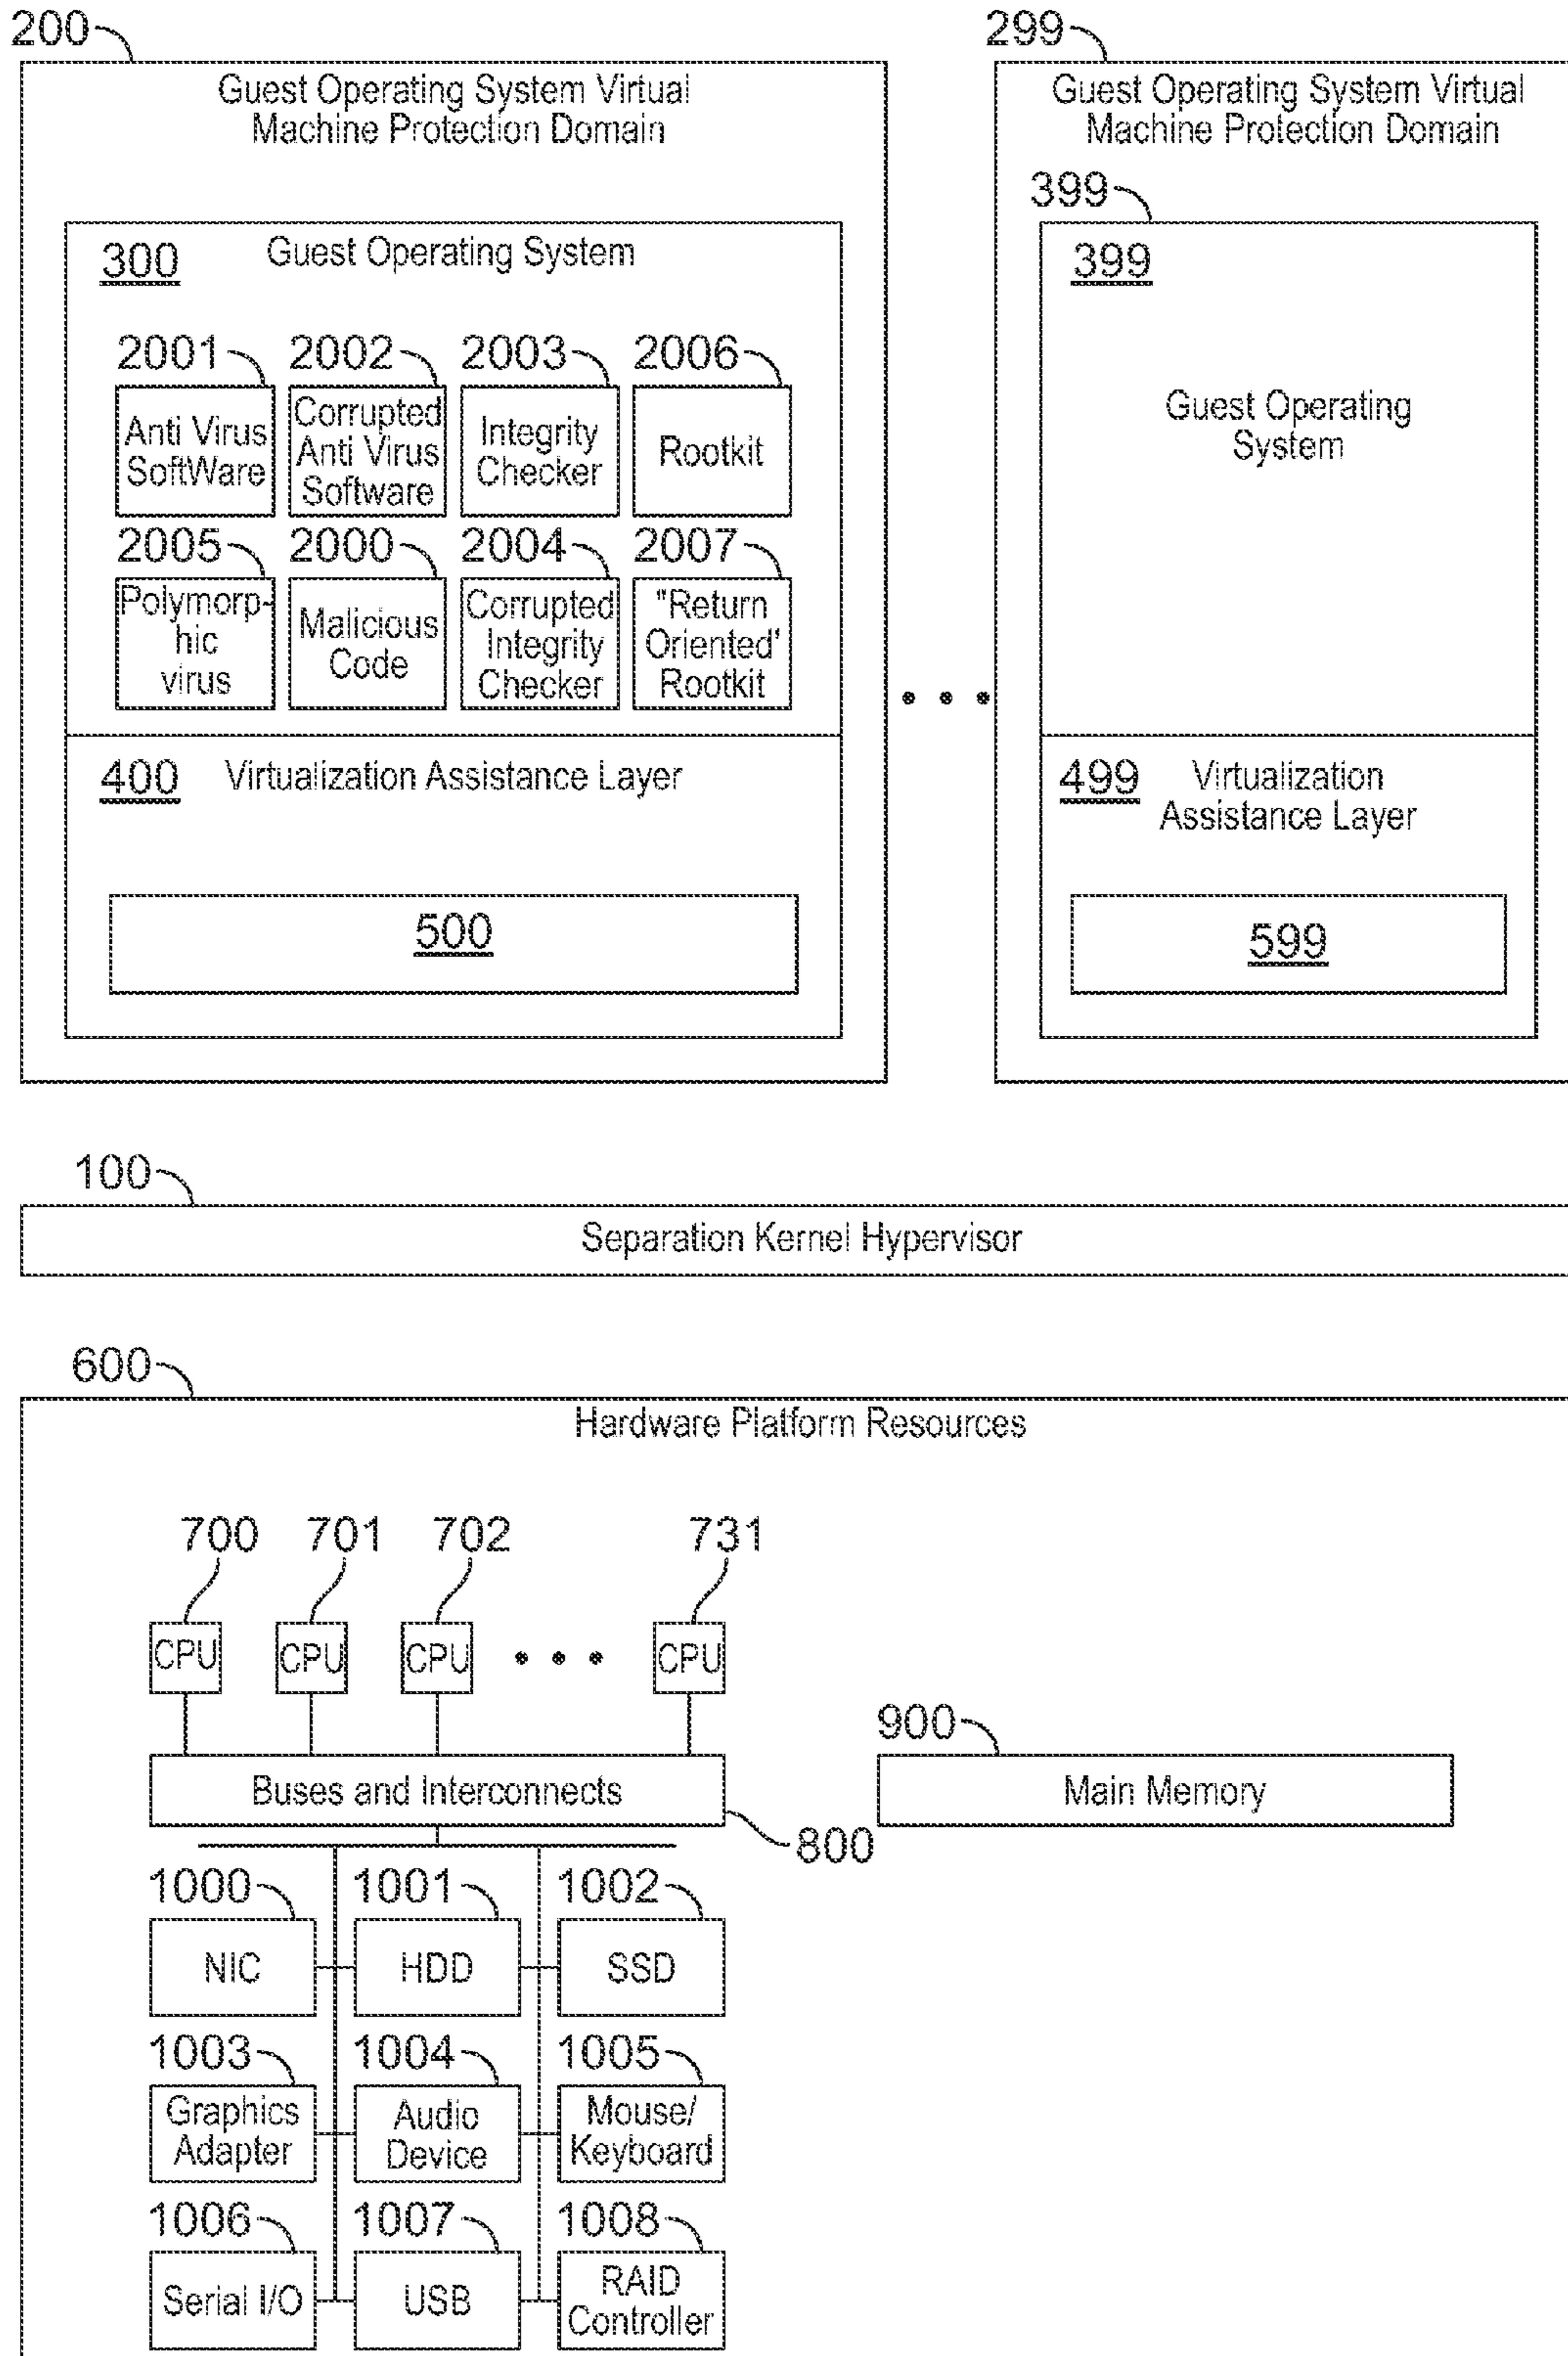 200
299
Guest Operating System Virtual
Machine Protection Domain
Guest Operating System Virtual
Machine Protection Domain
399
300
Guest Operating System
399
2001
2002
2003
2006
Anti Virus
SoftWare
Corrupted
Anti Virus
Software
Integrity
Checker
Rootkit
Guest Operating
System
2005
2000
2004
2007
Polymorp-
hic
virus
Malicious
Code
Corrupted
Integrity
Checker
"Return
Oriented'
Rootkit
400
Virtualization Assistance Layer
499
Virtualization
Assistance Layer
500
599
100
Separation Kernel Hypervisor
600
Hardware Platform Resources
700
701
702
731
CPU
CPU
CPU
CPU
900
Buses and Interconnects
Main Memory
800
1000
1001
1002
NIC
HDD
SSD
1003
1004
1005
Graphics
Adapter
Audio
Device
Mouse/
Keyboard
1006
1007
1008
Serial I/O
USB
RAID
Controller